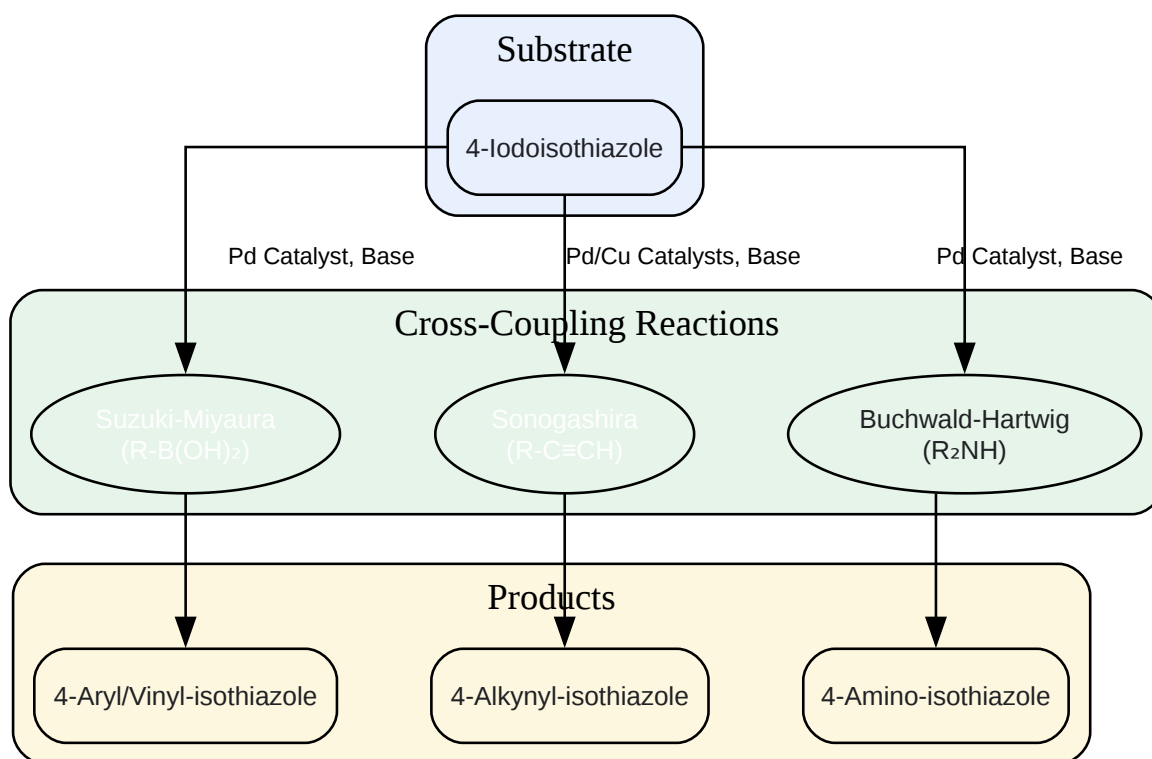 Substrate
4-Iodoisothiazole
Pd Catalyst, Base
Pd/Cu Catalysts, Base
Pd Catalyst, Base
Cross-Coupling Reactions
Suzuki-Miyaura
(R-B(OH)₂)
Sonogashira
(R-C≡CH)
Buchwald-Hartwig
(R₂NH)
Products
4-Aryl/Vinyl-isothiazole
4-Alkynyl-isothiazole
4-Amino-isothiazole